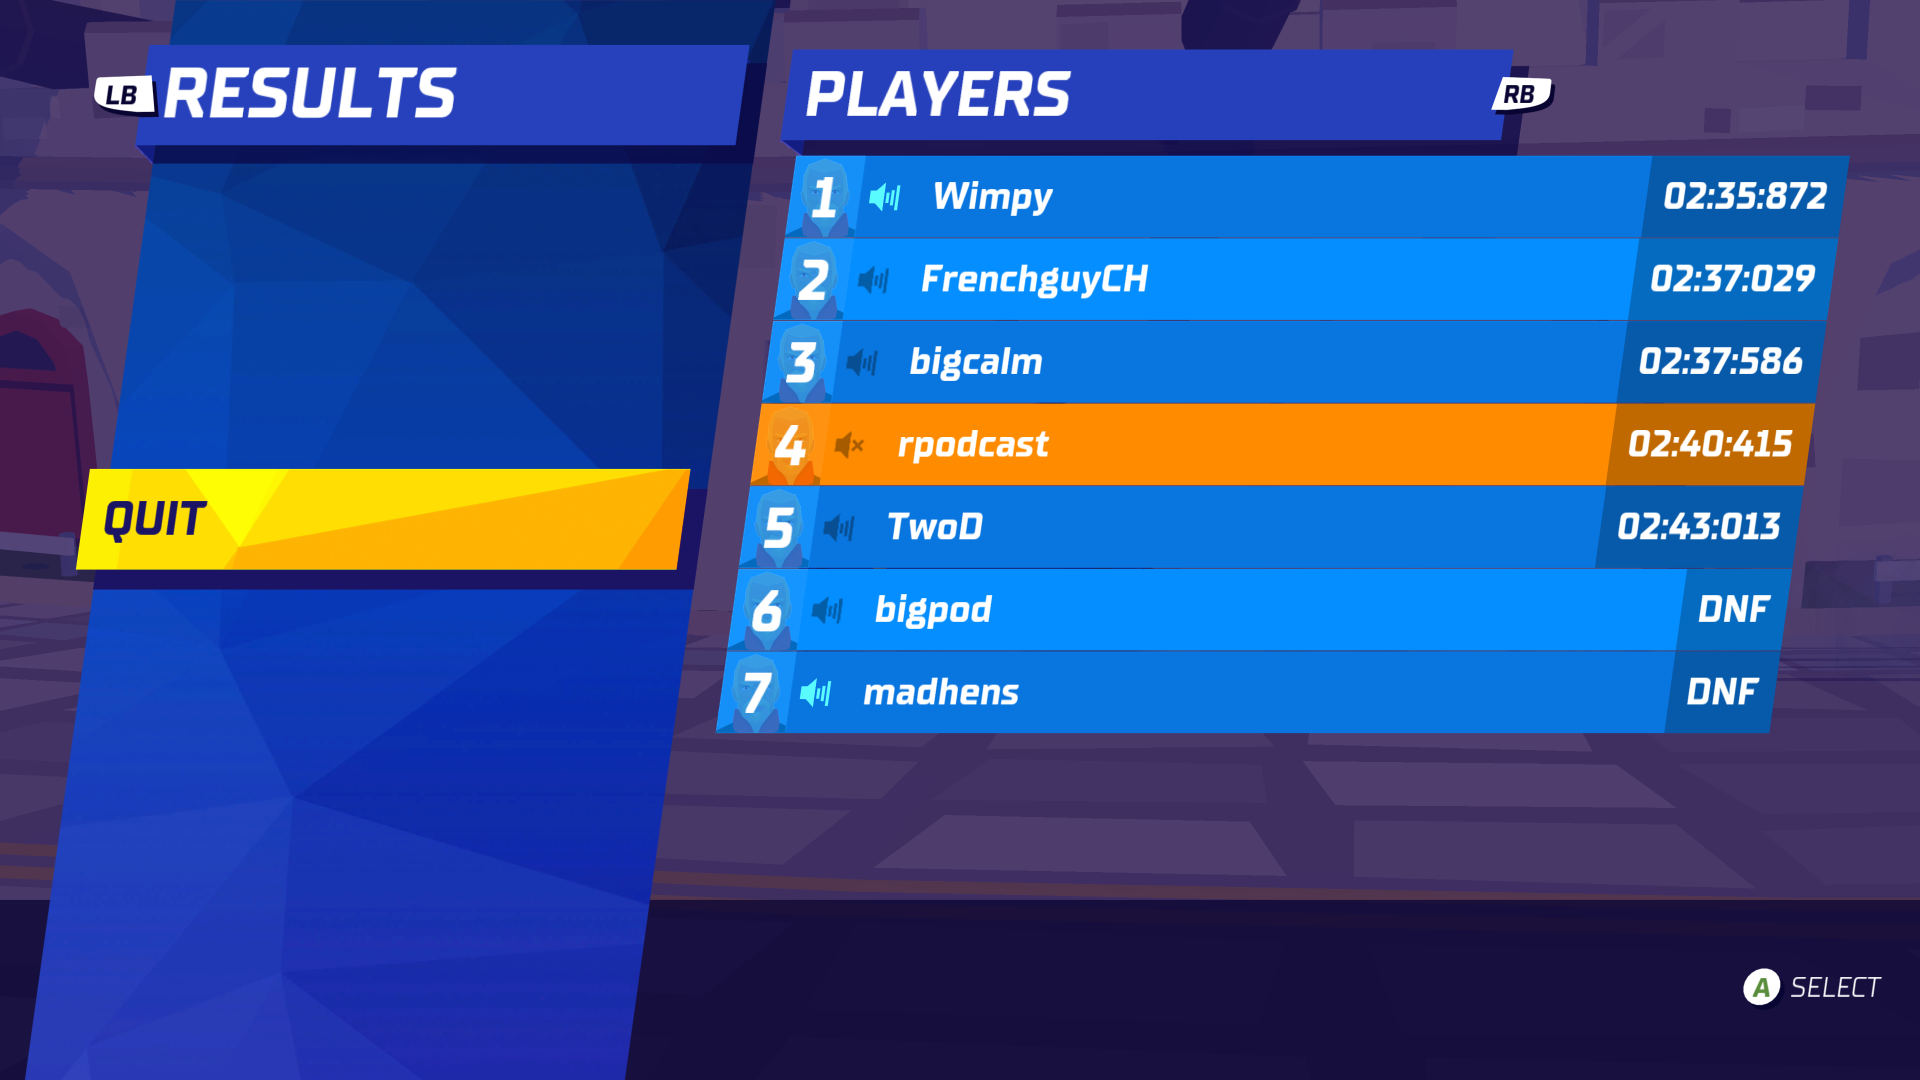 LB RESULTS
PLAYERS RB
1 Wimpy 02:35:872
2 FrenchguyCH 02:37:029
3 bigcalm 02:37:586
4 rpodcast 02:40:415
QUIT
5 TwoD 02:43:013
6 bigpod DNF
7 madhens DNF
A SELECT